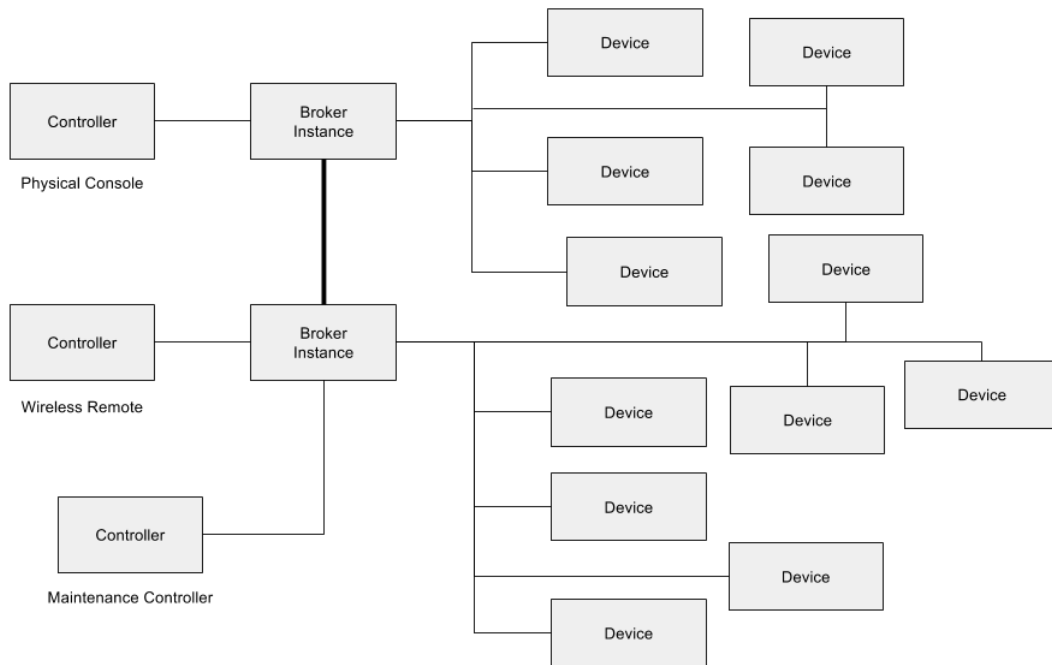 Device
Device
Controller
Broker
Instance
Device
Device
Physical Console
Device
Device
Controller
Broker
Instance
Device
Wireless Remote
Device
Device
Device
Controller
Device
Maintenance Controller
Device